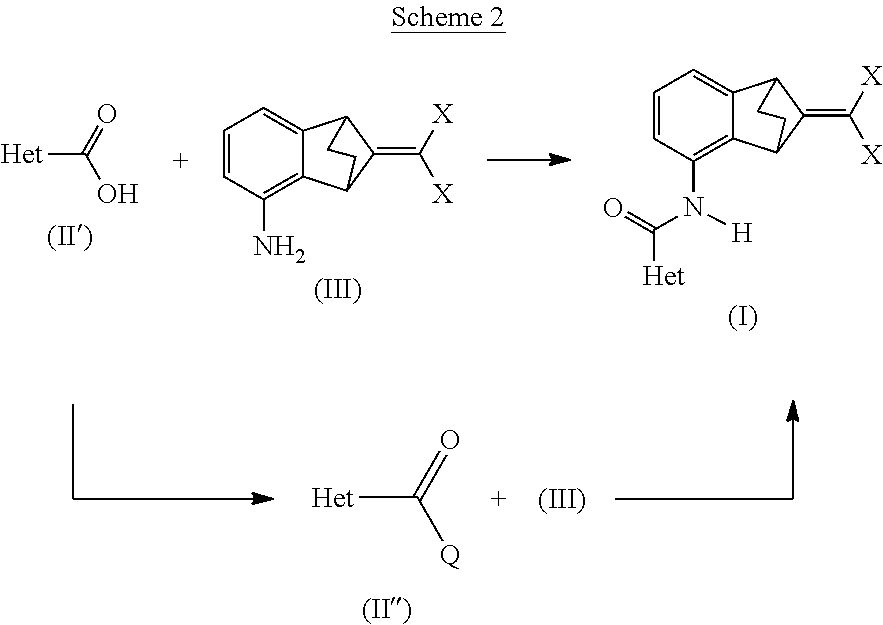 Scheme 2
Het
O
OH
(II′)
+
X
X
NH2
(III)
X
X
O
N
H
Het
(I)
Het
O
Q
(II″)
+
(III)